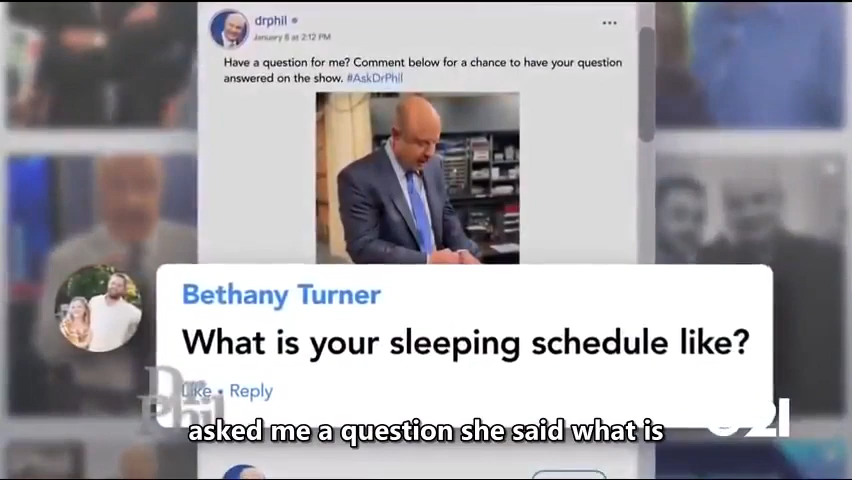 drphil
January 6 at 2:12 PM
Have a question for me? Comment below for a chance to have your question
answered on the show. #AskDrPhil
Bethany Turner
What is your sleeping schedule like?
Like • Reply
Dr. Phil
asked me a question she said what is